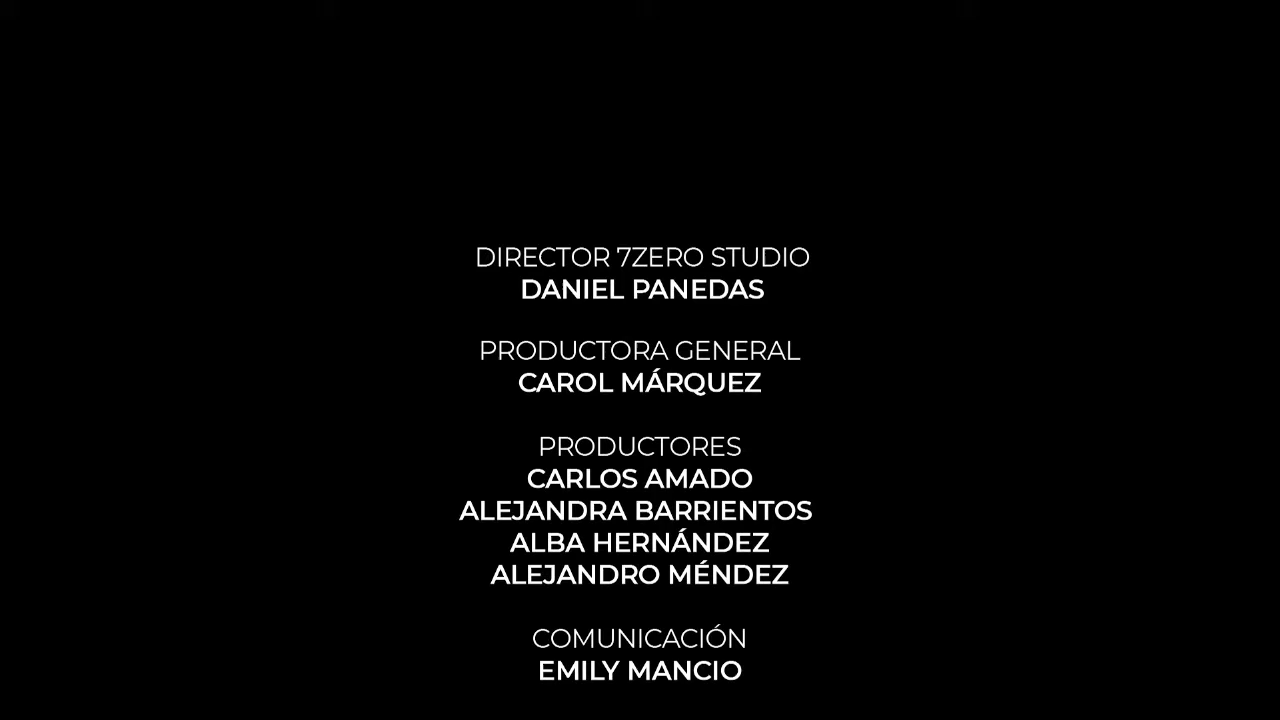 DIRECTOR 7ZERO STUDIO
DANIEL PANEDAS
PRODUCTORA GENERAL
CAROL MÁRQUEZ
PRODUCTORES
CARLOS AMADO
ALEJANDRA BARRIENTOS
ALBA HERNÁNDEZ
ALEJANDRO MÉNDEZ
COMUNICACIÓN
EMILY MANCIO